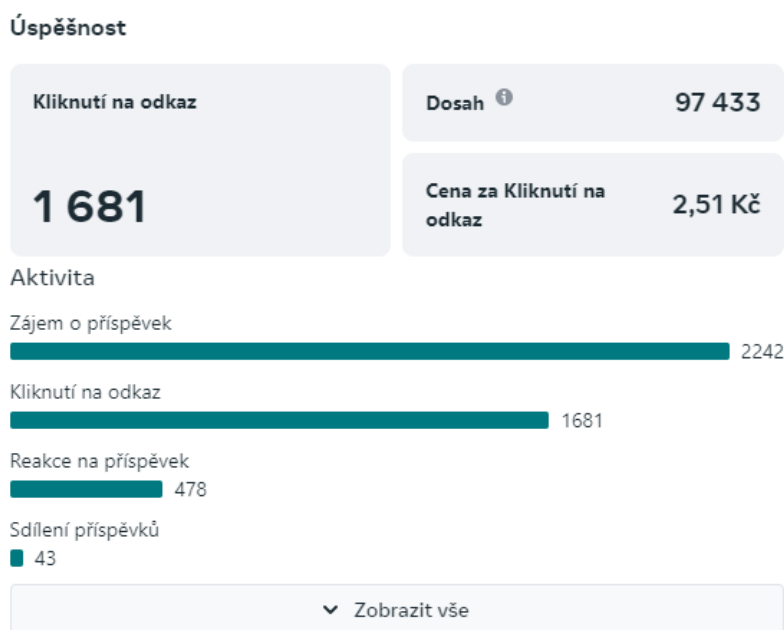 Úspěšnost
Kliknutí na odkaz
1 681
Dosah
97 433
Cena za Kliknutí na
odkaz
2,51 Kč
Aktivita
Zájem o příspěvek
2242
Kliknutí na odkaz
1681
Reakce na příspěvek
478
Sdílení příspěvků
43
Zobrazit vše